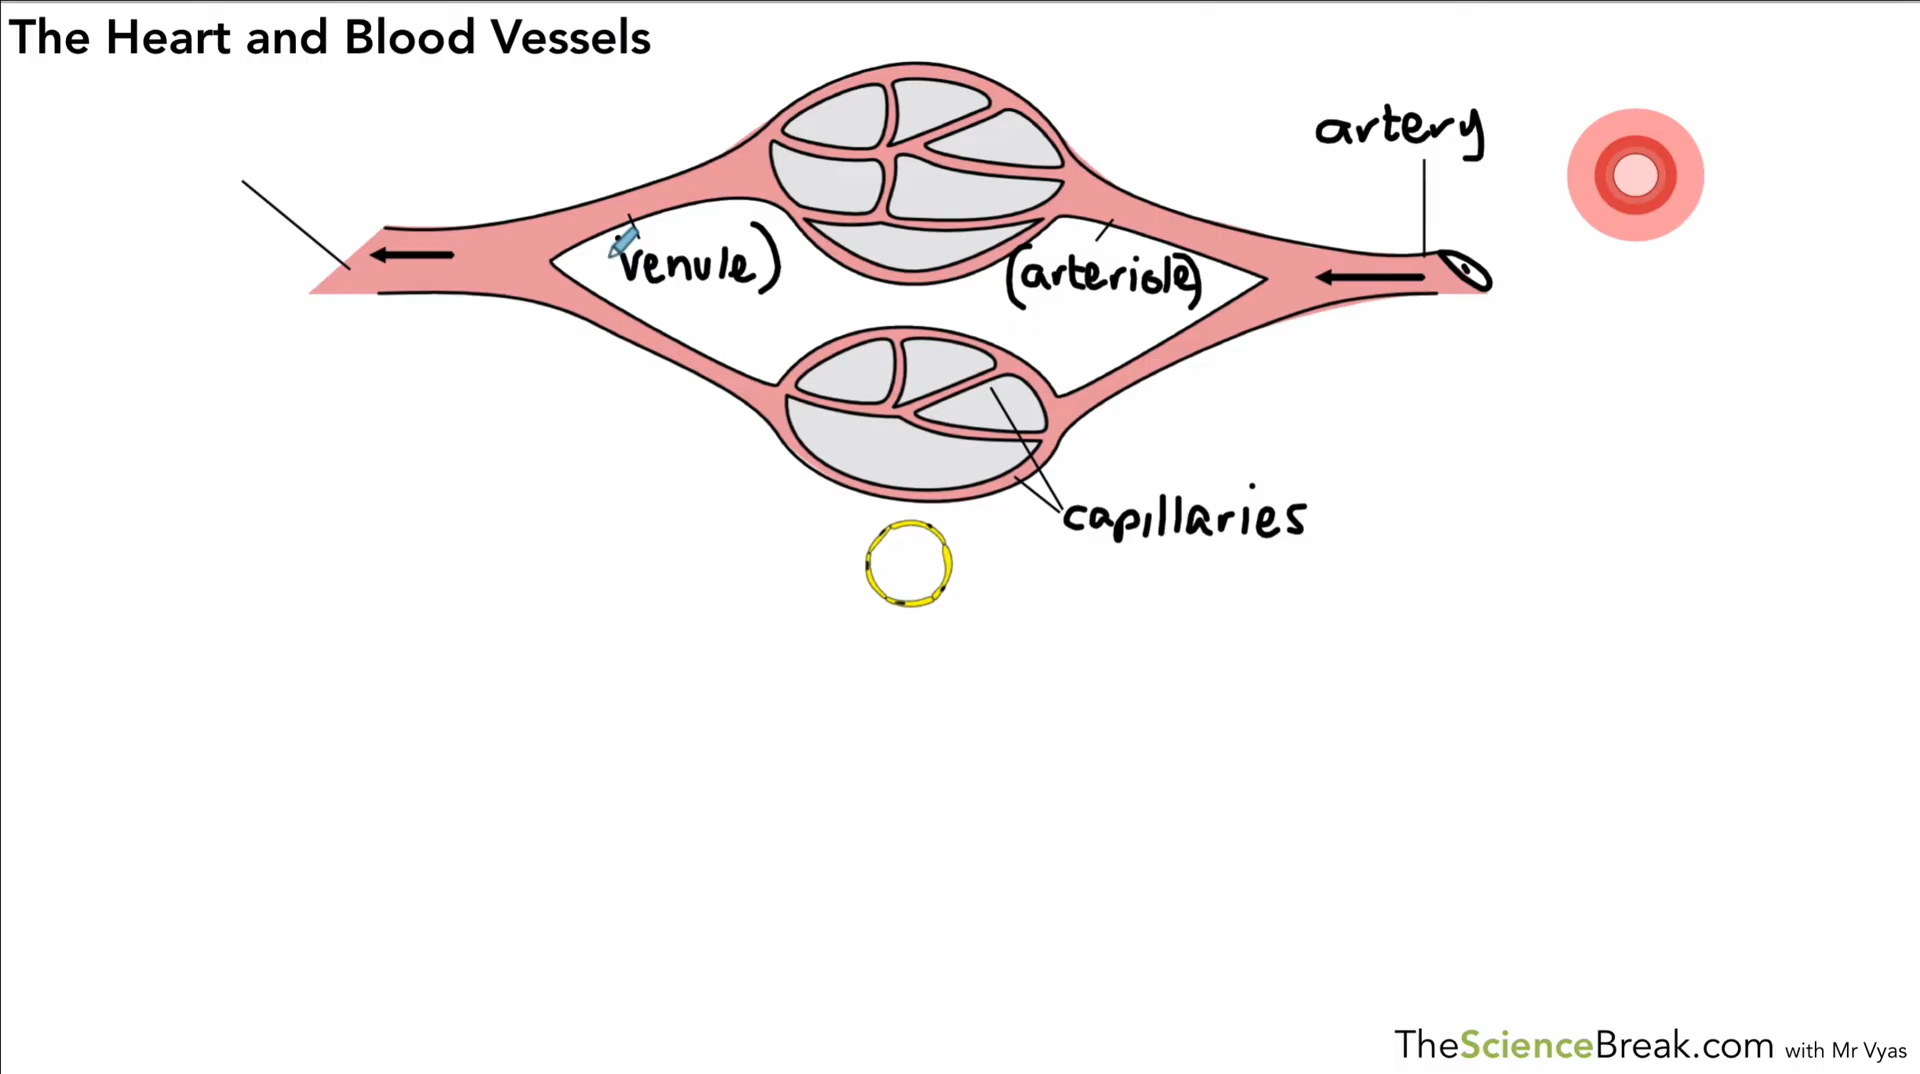 The Heart and Blood Vessels
artery
venule)
(arteriole)
capillaries
TheScienceBreak.com with Mr Vyas